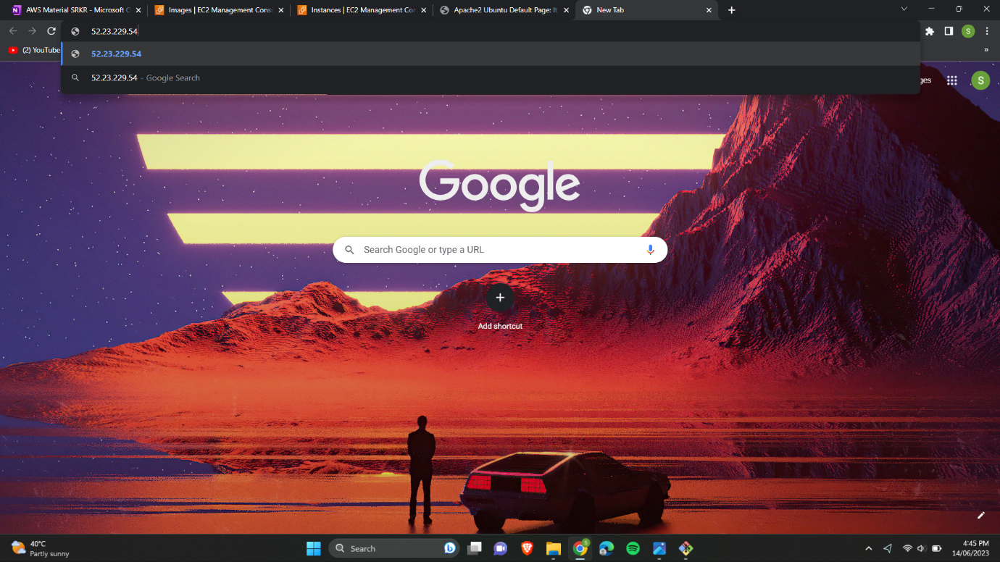 AWS Material SRKR - Microsoft C
Images | EC2 Management Cons
Instances | EC2 Management Con
Apache2 Ubuntu Default Page: It
New Tab
52.23.229.54
S
(2) YouTube
52.23.229.54
»
52.23.229.54 - Google Search
ges
S
Google
Search Google or type a URL
Add shortcut
40°C
Partly sunny
Search
4:45 PM
14/06/2023